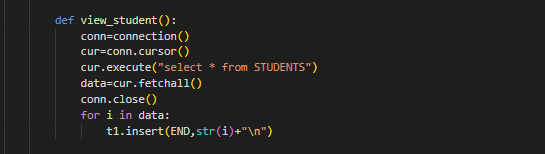 def view_student():
    conn=connection()
    cur=conn.cursor()
    cur.execute("select * from STUDENTS")
    data=cur.fetchall()
    conn.close()
    for i in data:
        t1.insert(END,str(i)+"\n")